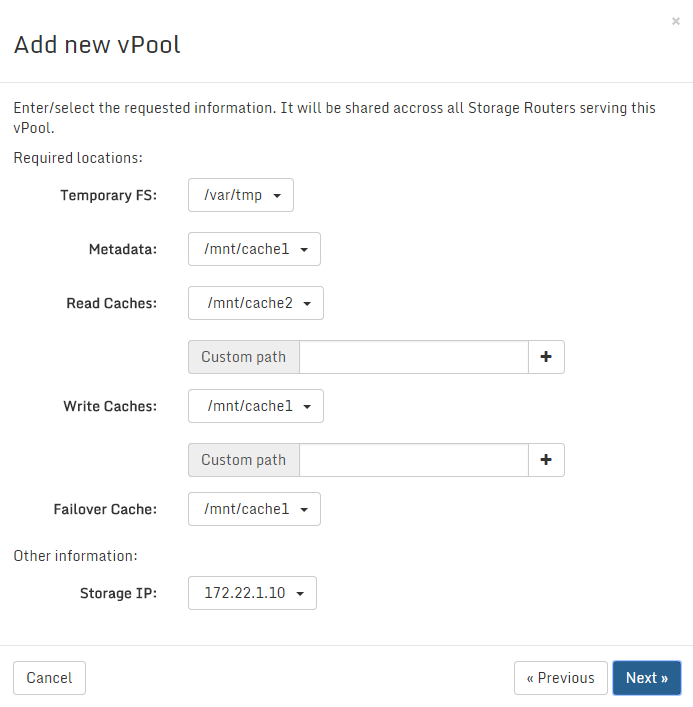 ×
Add new vPool
Enter/select the requested information. It will be shared accross all Storage Routers serving this
vPool.
Required locations:
Temporary FS: /var/tmp
Metadata: /mnt/cache1
Read Caches: /mnt/cache2
Custom path +
Write Caches: /mnt/cache1
Custom path +
Failover Cache: /mnt/cache1
Other information:
Storage IP: 172.22.1.10
Cancel « Previous Next »